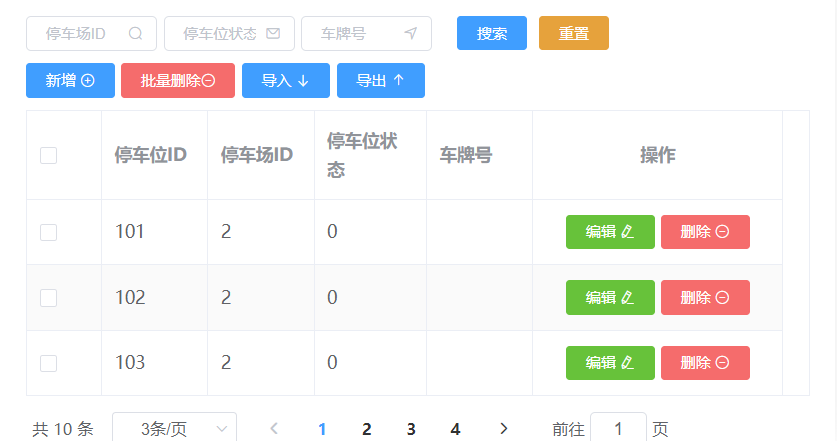 停车场ID 停车位状态 车牌号 搜索 重置
新增 批量删除 导入 导出
停车位ID 停车场ID 停车位状 车牌号 操作
态
101 2 0 编辑 删除
102 2 0 编辑 删除
103 2 0 编辑 删除
共 10 条 3条/页 1 2 3 4 前往 1 页